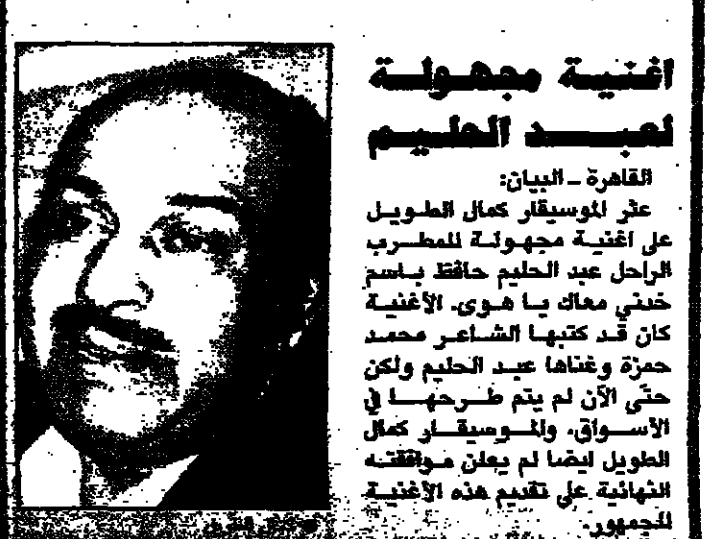 اغنية مجهولة
لعبد الحليم
القاهرة ـ البيان:
عثر الموسيقار كمال الطويل
على اغنية مجهولة للمطرب
الراحل عبد الحليم حافظ باسم
خدني معاك يا هوى. الأغنية
كان قد كتبها الشاعر محمد
حمزة وغناها عبد الحليم ولكن
حتى الآن لم يتم طرحها في
الأسواق. والموسيقار كمال
الطويل ايضا لم يعلن موافقته
النهائية على تقديم هذه الأغنية
للجمهور.